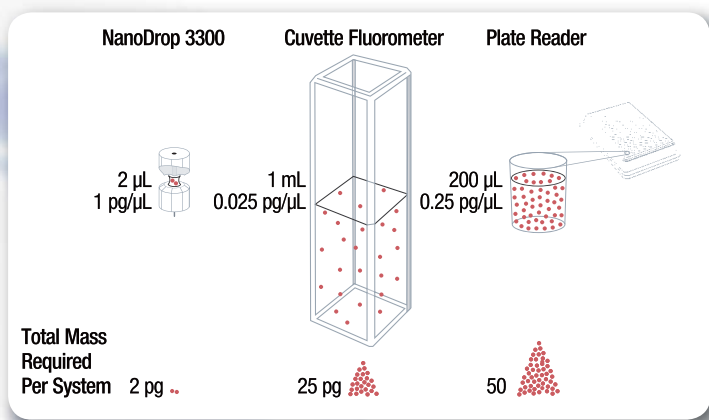 NanoDrop 3300
Cuvette Fluorometer
Plate Reader
2 µL
1 pg/µL
1 mL
0.025 pg/µL
200 µL
0.25 pg/µL
Total Mass
Required
Per System
2 pg
25 pg
50